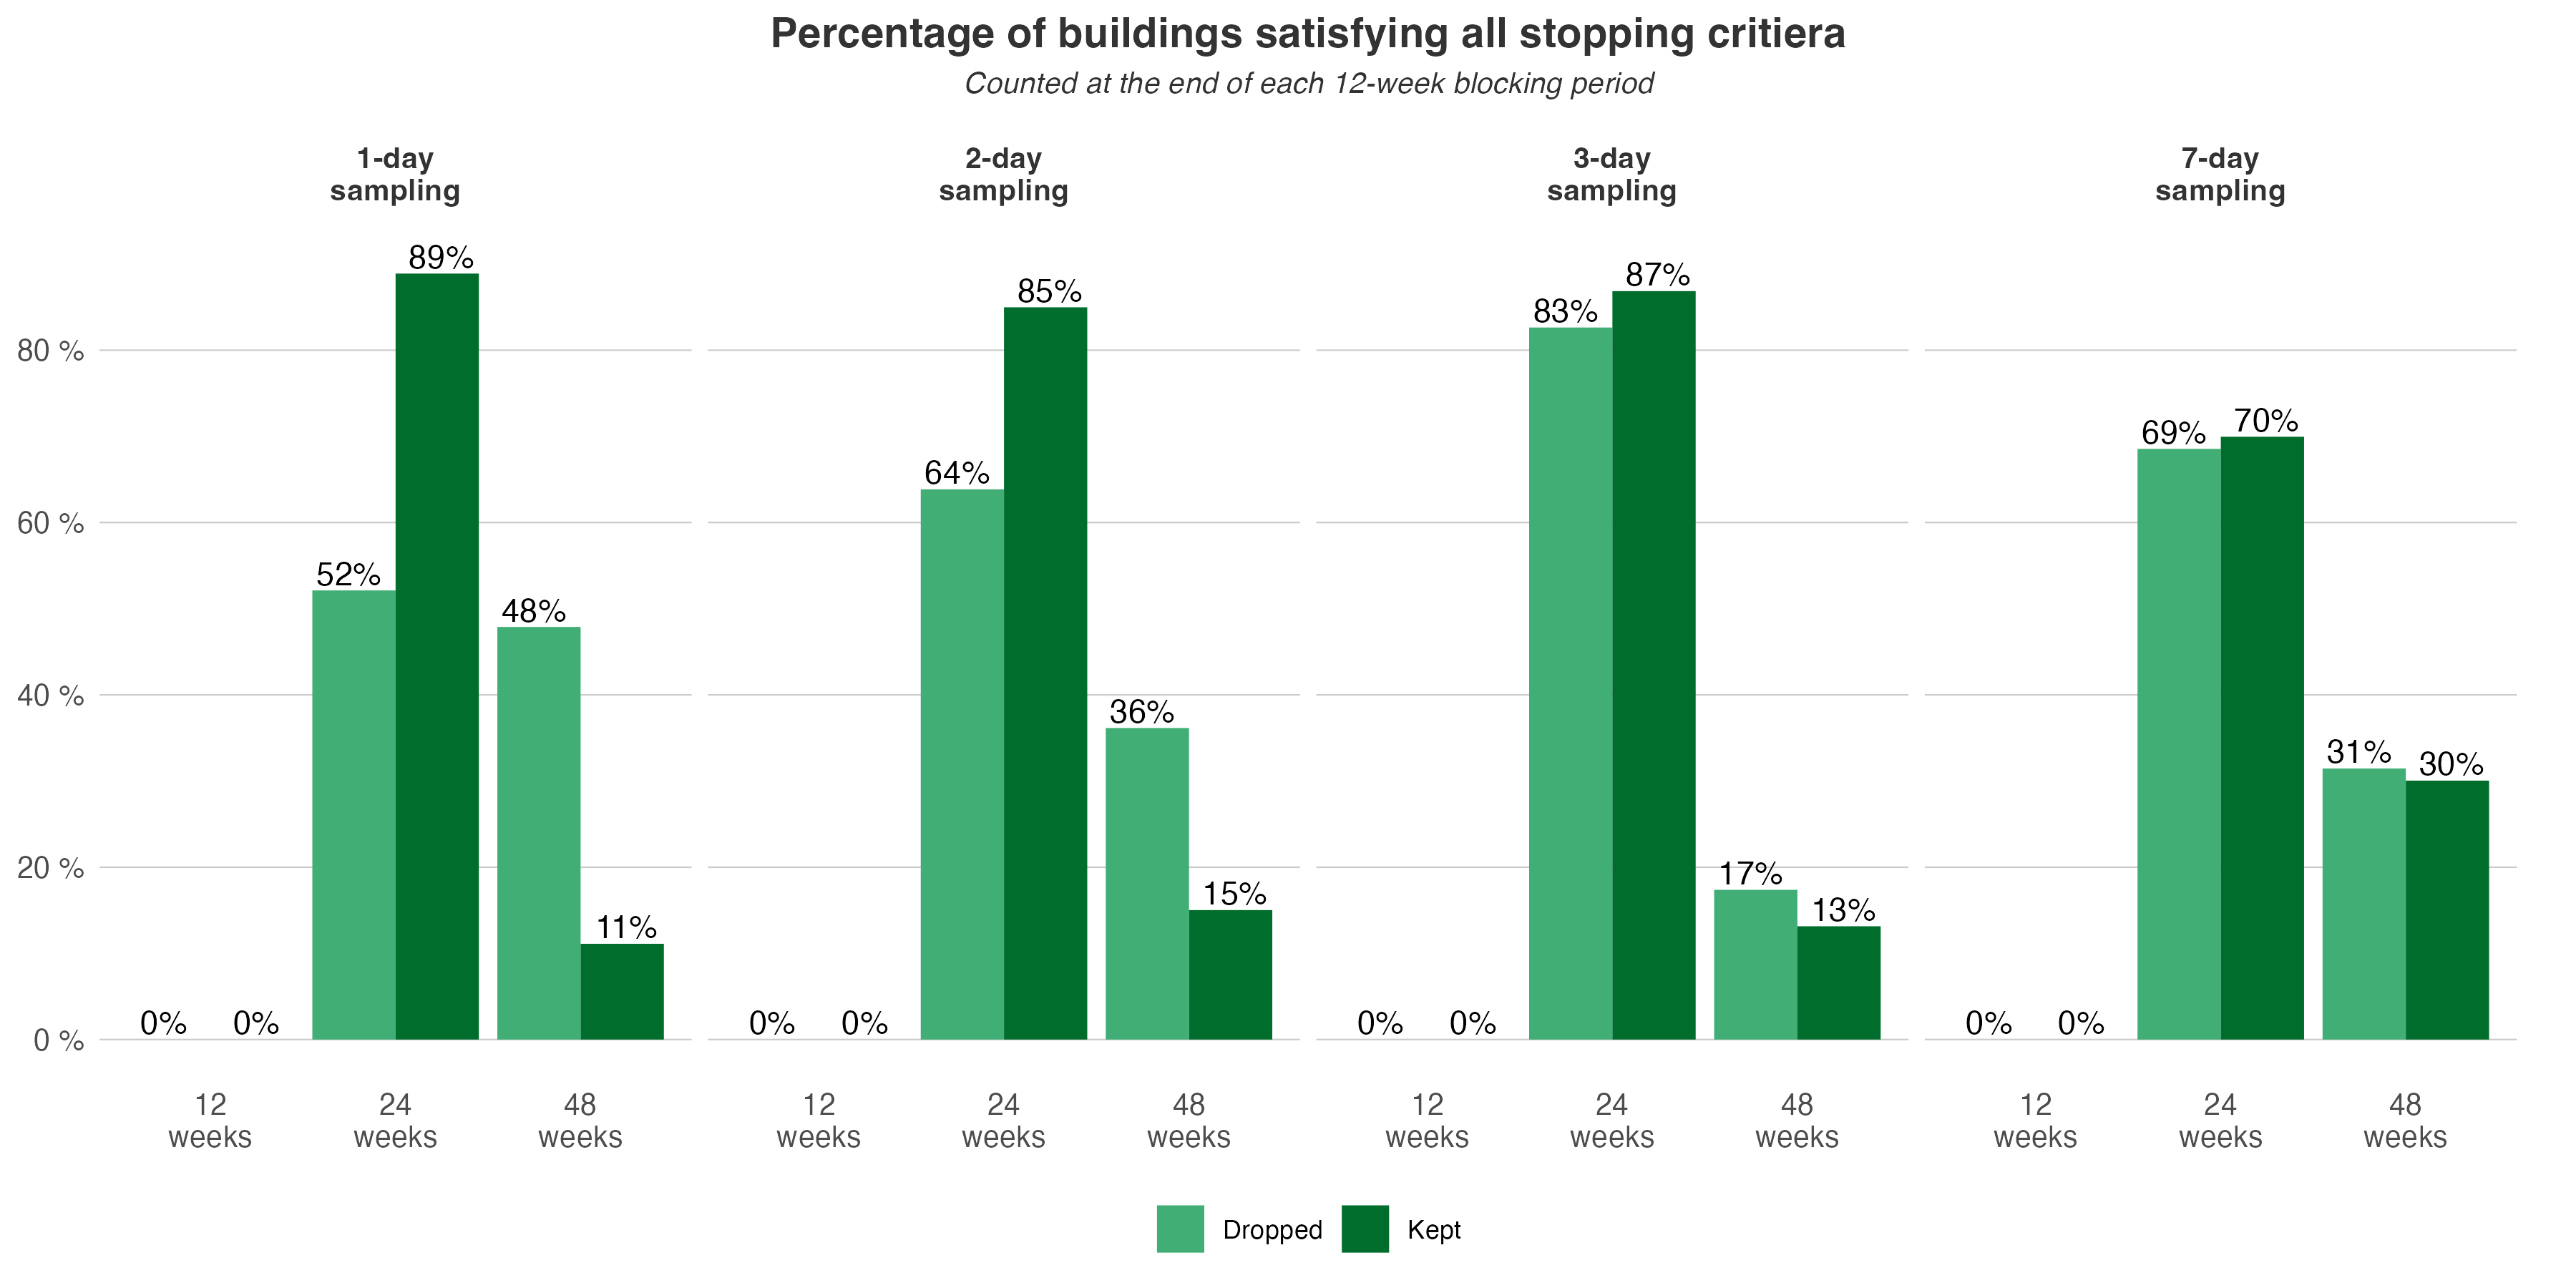 Percentage of buildings satisfying all stopping critiera
Counted at the end of each 12-week blocking period
1-day
sampling
2-day
sampling
3-day
sampling
7-day
sampling
80 %
60 %
40 %
20 %
0 %
0% 0% 52% 89% 48% 11%
0% 0% 64% 85% 36% 15%
0% 0% 83% 87% 17% 13%
0% 0% 69% 70% 31% 30%
12
weeks
24
weeks
48
weeks
12
weeks
24
weeks
48
weeks
12
weeks
24
weeks
48
weeks
12
weeks
24
weeks
48
weeks
Dropped Kept